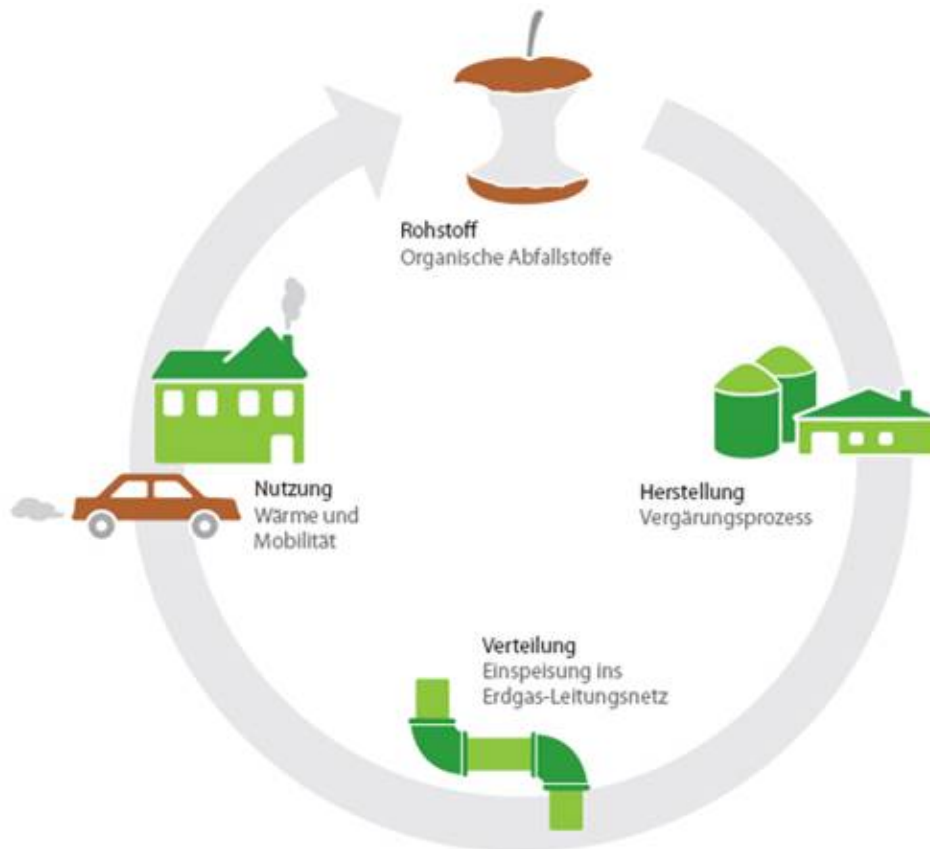 Rohstoff
Organische Abfallstoffe
Herstellung
Vergärungsprozess
Verteilung
Einspeisung ins
Erdgas-Leitungsnetz
Nutzung
Wärme und
Mobilität